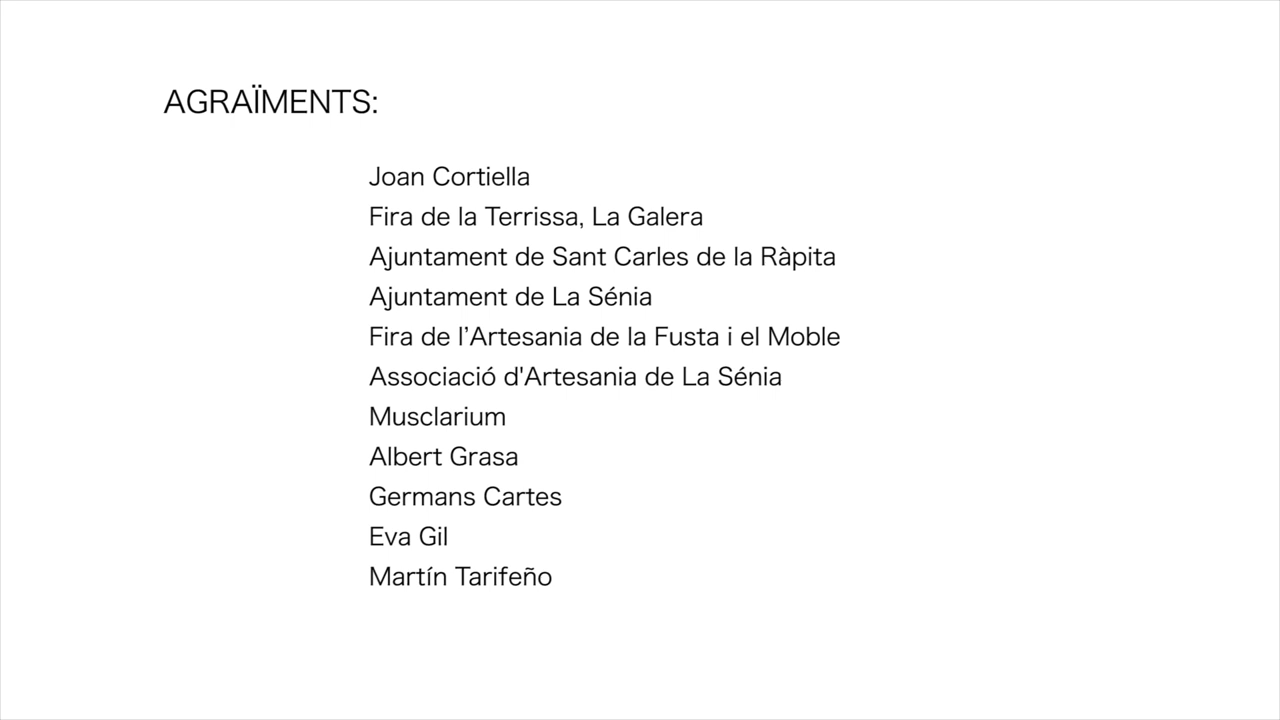 AGRAÏMENTS:
Joan Cortiella
Fira de la Terrissa, La Galera
Ajuntament de Sant Carles de la Ràpita
Ajuntament de La Sénia
Fira de l’Artesania de la Fusta i el Moble
Associació d'Artesania de La Sénia
Musclarium
Albert Grasa
Germans Cartes
Eva Gil
Martín Tarifeño